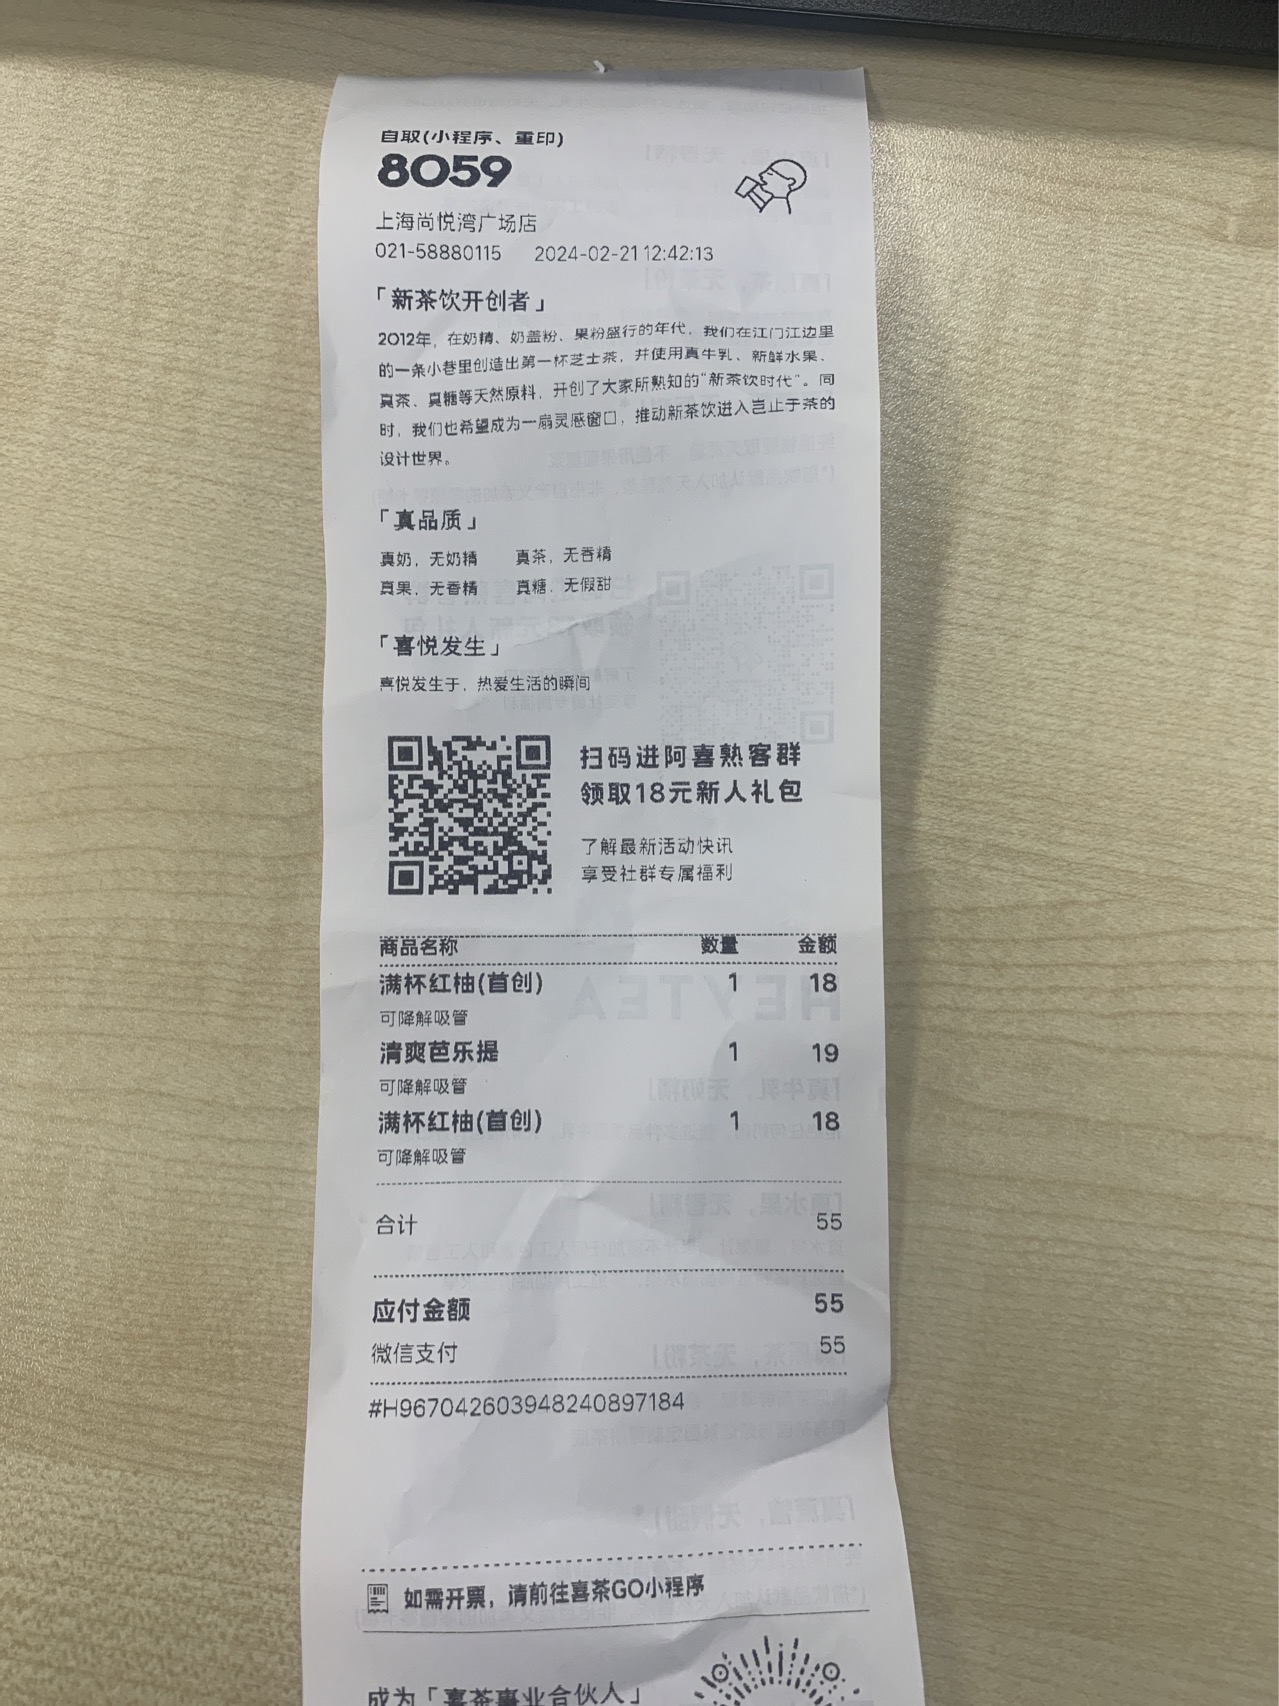 自取(小程序、重印)
8059
上海尚悦湾广场店
021-58880115 2024-02-21 12:42:13
「新茶饮开创者」
2012年，在奶精、奶盖粉、果粉盛行的年代，我们在江门江边里
的一条小巷里创造出第一杯芝士茶，并使用真牛乳、新鲜水果、
真茶、真糖等天然原料，开创了大家所熟知的“新茶饮时代”。同
时，我们也希望成为一扇灵感窗口，推动新茶饮进入岂止于茶的
设计世界。
「真品质」
真奶，无奶精 真茶，无香精
真果，无香精 真糖，无假甜
「喜悦发生」
喜悦发生于，热爱生活的瞬间
扫码进阿喜熟客群
领取18元新人礼包
了解最新活动快讯
享受社群专属福利
商品名称 数量 金额
满杯红柚(首创) 1 18
可降解吸管
清爽芭乐提 1 19
可降解吸管
满杯红柚(首创) 1 18
可降解吸管
合计 55
应付金额 55
微信支付 55
#H967042603948240897184
如需开票，请前往喜茶GO小程序
成为「喜茶事业合伙人」